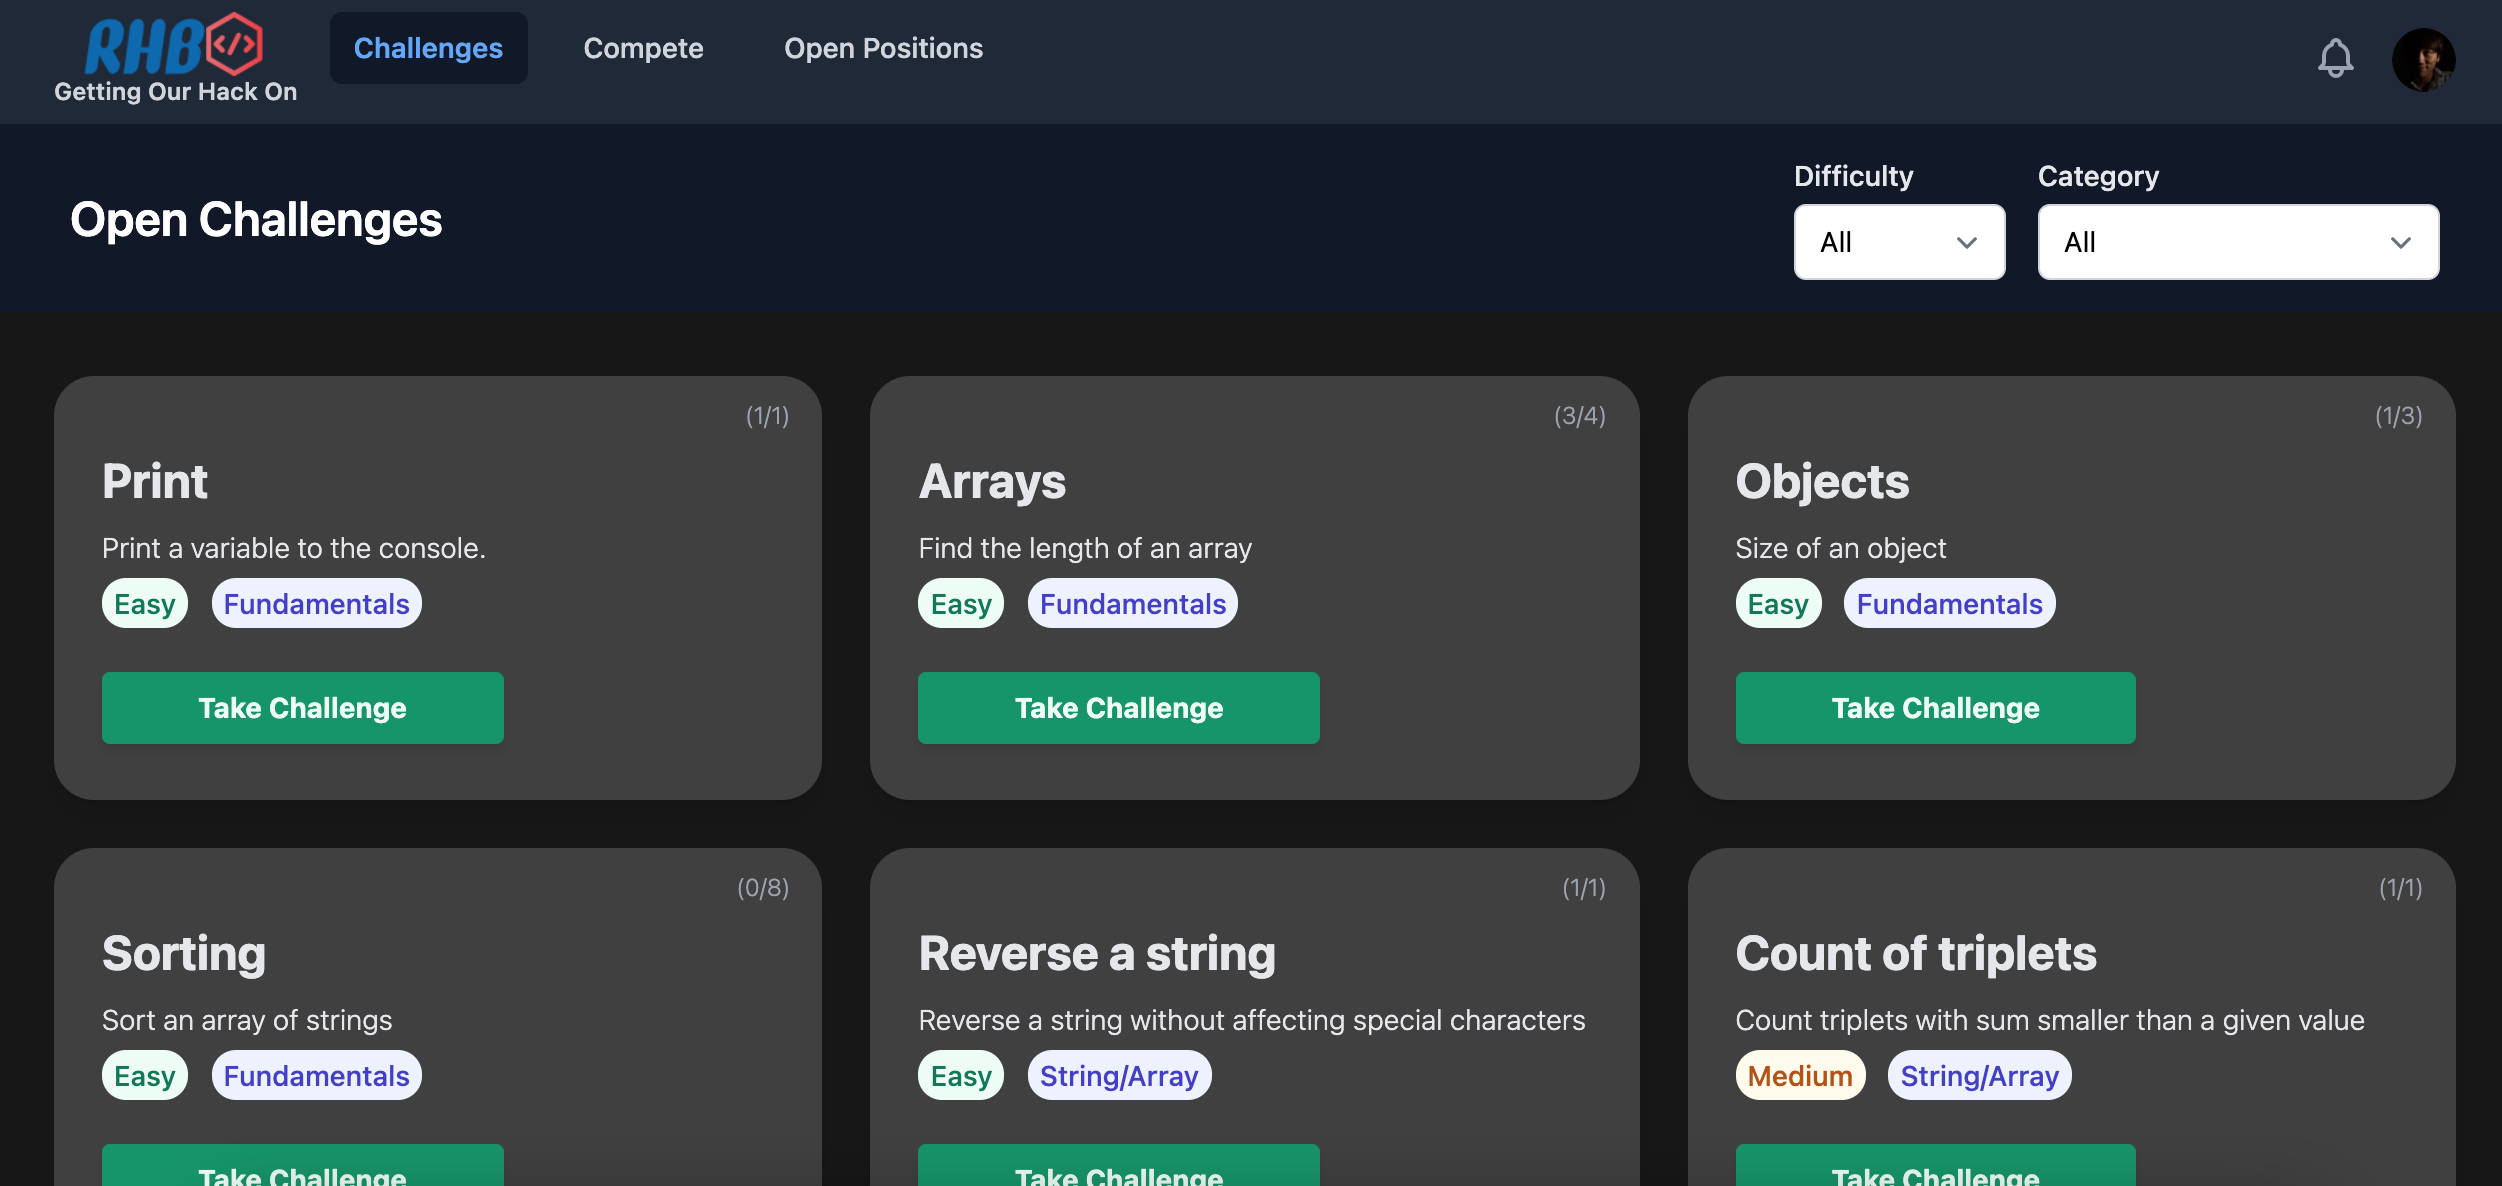 RHB</>
Challenges
Compete
Open Positions
Getting Our Hack On
Open Challenges
Difficulty
All
Category
All
(1/1)
Print
Print a variable to the console.
Easy
Fundamentals
Take Challenge
(3/4)
Arrays
Find the length of an array
Easy
Fundamentals
Take Challenge
(1/3)
Objects
Size of an object
Easy
Fundamentals
Take Challenge
(0/8)
Sorting
Sort an array of strings
Easy
Fundamentals
Take Challenge
(1/1)
Reverse a string
Reverse a string without affecting special characters
Easy
String/Array
Take Challenge
(1/1)
Count of triplets
Count triplets with sum smaller than a given value
Medium
String/Array
Take Challenge